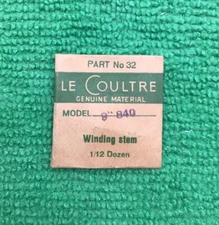 PART No 32
LE COULTRE
GENUINE MATERIAL
MODEL 9''' 840
Winding stem
1/12 Dozen